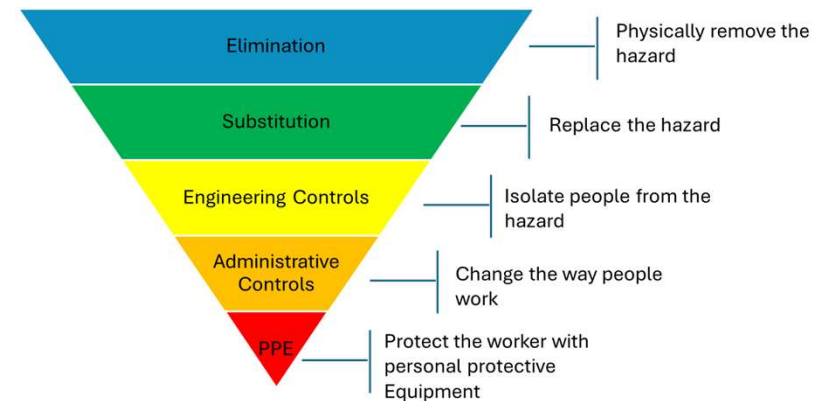 Elimination
Physically remove the
hazard
Substitution
Replace the hazard
Engineering Controls
Isolate people from the
hazard
Administrative
Controls
Change the way people
work
PPE
Protect the worker with
personal protective
Equipment